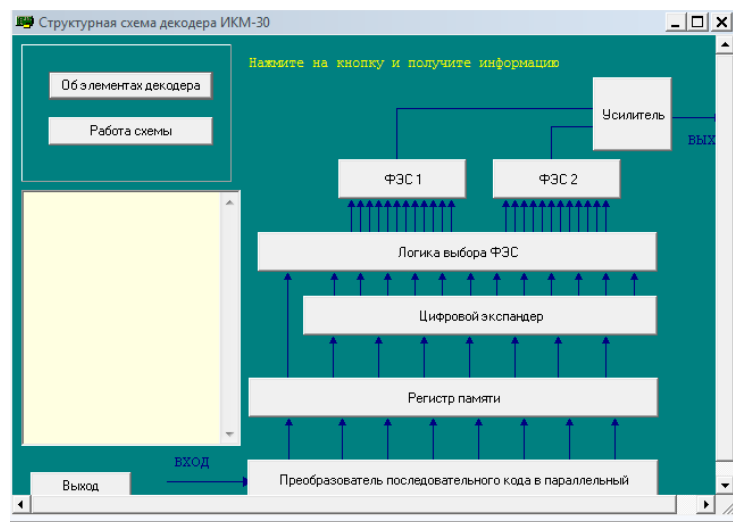 Структурная схема декодера ИКМ-30
Нажмите на кнопку и получите информацию
Об элементах декодера
Работа схемы
Усилитель
ВЫХ
ФЭС 1
ФЭС 2
Логика выбора ФЭС
Цифровой экспандер
Регистр памяти
ВХОД
Преобразователь последовательного кода в параллельный
Выход